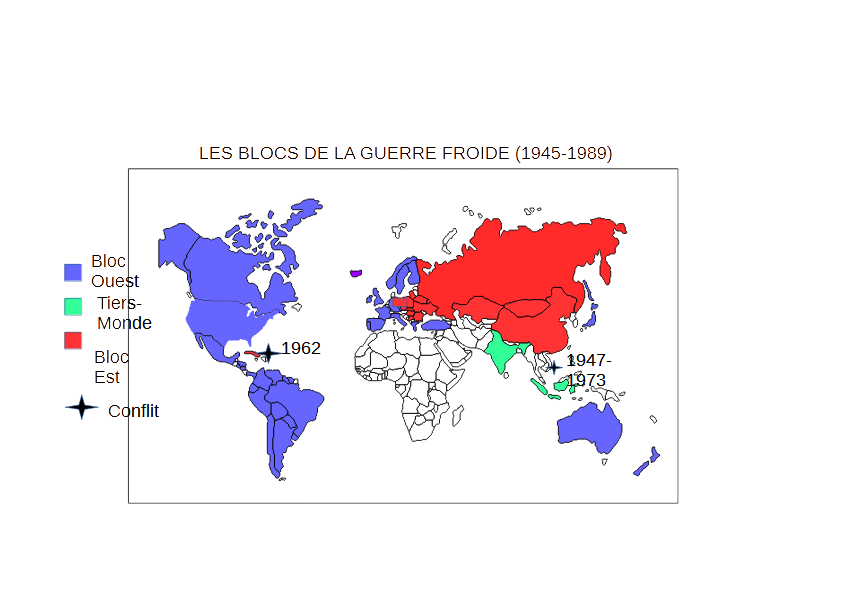 LES BLOCS DE LA GUERRE FROIDE (1945-1989)
Bloc
Ouest
Tiers-
Monde
Bloc
Est
Conflit
1962
1947-
1973